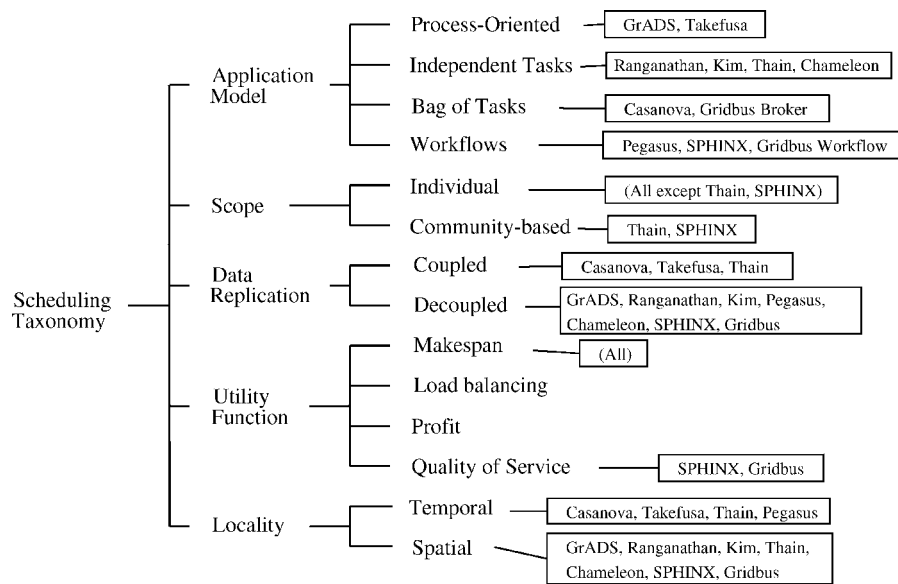 Process-Oriented
GrADS, Takefusa
Application
Model
Independent Tasks
Ranganathan, Kim, Thain, Chameleon
Bag of Tasks
Casanova, Gridbus Broker
Workflows
Pegasus, SPHINX, Gridbus Workflow
Scope
Individual
(All except Thain, SPHINX)
Community-based
Thain, SPHINX
Data
Replication
Coupled
Casanova, Takefusa, Thain
Decoupled
GrADS, Ranganathan, Kim, Pegasus,
Chameleon, SPHINX, Gridbus
Scheduling
Taxonomy
Utility
Function
Makespan
(All)
Load balancing
Profit
Quality of Service
SPHINX, Gridbus
Locality
Temporal
Casanova, Takefusa, Thain, Pegasus
Spatial
GrADS, Ranganathan, Kim, Thain,
Chameleon, SPHINX, Gridbus